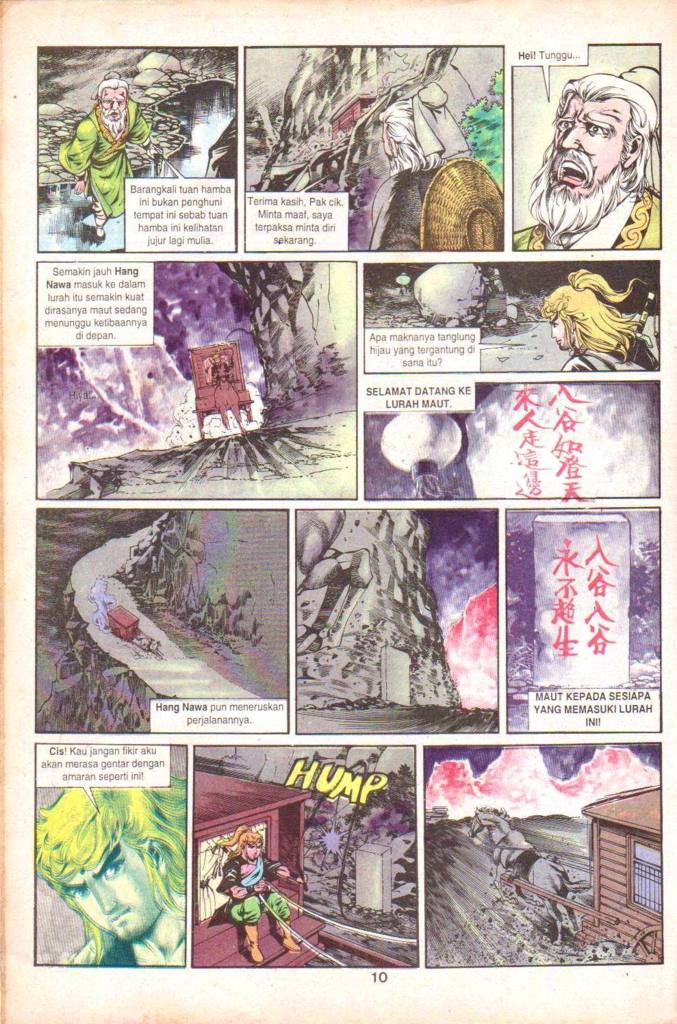 Barangkali tuan hamba
ini bukan penghuni
tempat ini sebab tuan
hamba ini kelihatan
jujur lagi mulia.
Terima kasih, Pak cik.
Minta maaf, saya
terpaksa minta diri
sekarang.
Hei! Tunggu...
Semakin jauh Hang
Nawa masuk ke dalam
lurah itu semakin kuat
dirasanya maut sedang
menunggu ketibaannya
di depan.
Hiya...
Apa maknanya tanglung
hijau yang tergantung di
sana itu?
SELAMAT DATANG KE
LURAH MAUT.
入谷如登天
來人走這邊
Hang Nawa pun meneruskan
perjalanannya.
入谷入谷
永不超生
MAUT KEPADA SESIAPA
YANG MEMASUKI LURAH
INI!
Cis! Kau jangan fikir aku
akan merasa gentar dengan
amaran seperti ini!
HUMP
10